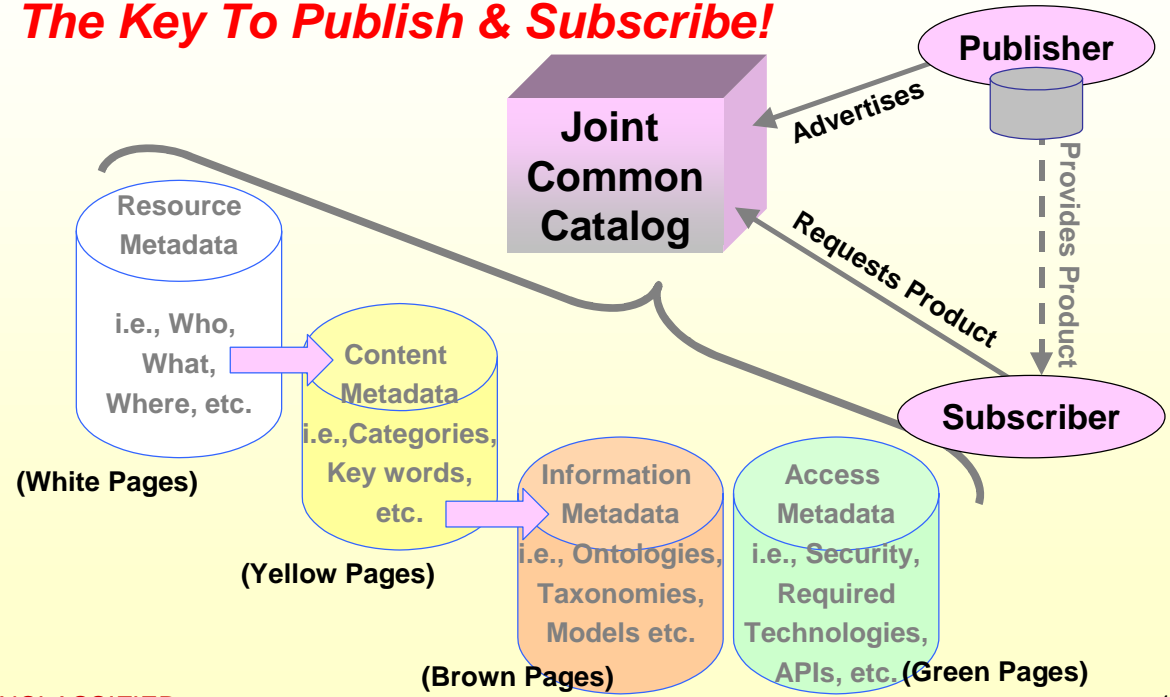 The Key To Publish & Subscribe!
Publisher
Advertises
Joint
Common
Catalog
Provides Product
Requests Product
Subscriber
Resource
Metadata
i.e., Who,
What,
Where, etc.
(White Pages)
Content
Metadata
i.e.,Categories,
Key words,
etc.
(Yellow Pages)
Information
Metadata
i.e., Ontologies,
Taxonomies,
Models etc.
(Brown Pages)
Access
Metadata
i.e., Security,
Required
Technologies,
APIs, etc.
(Green Pages)